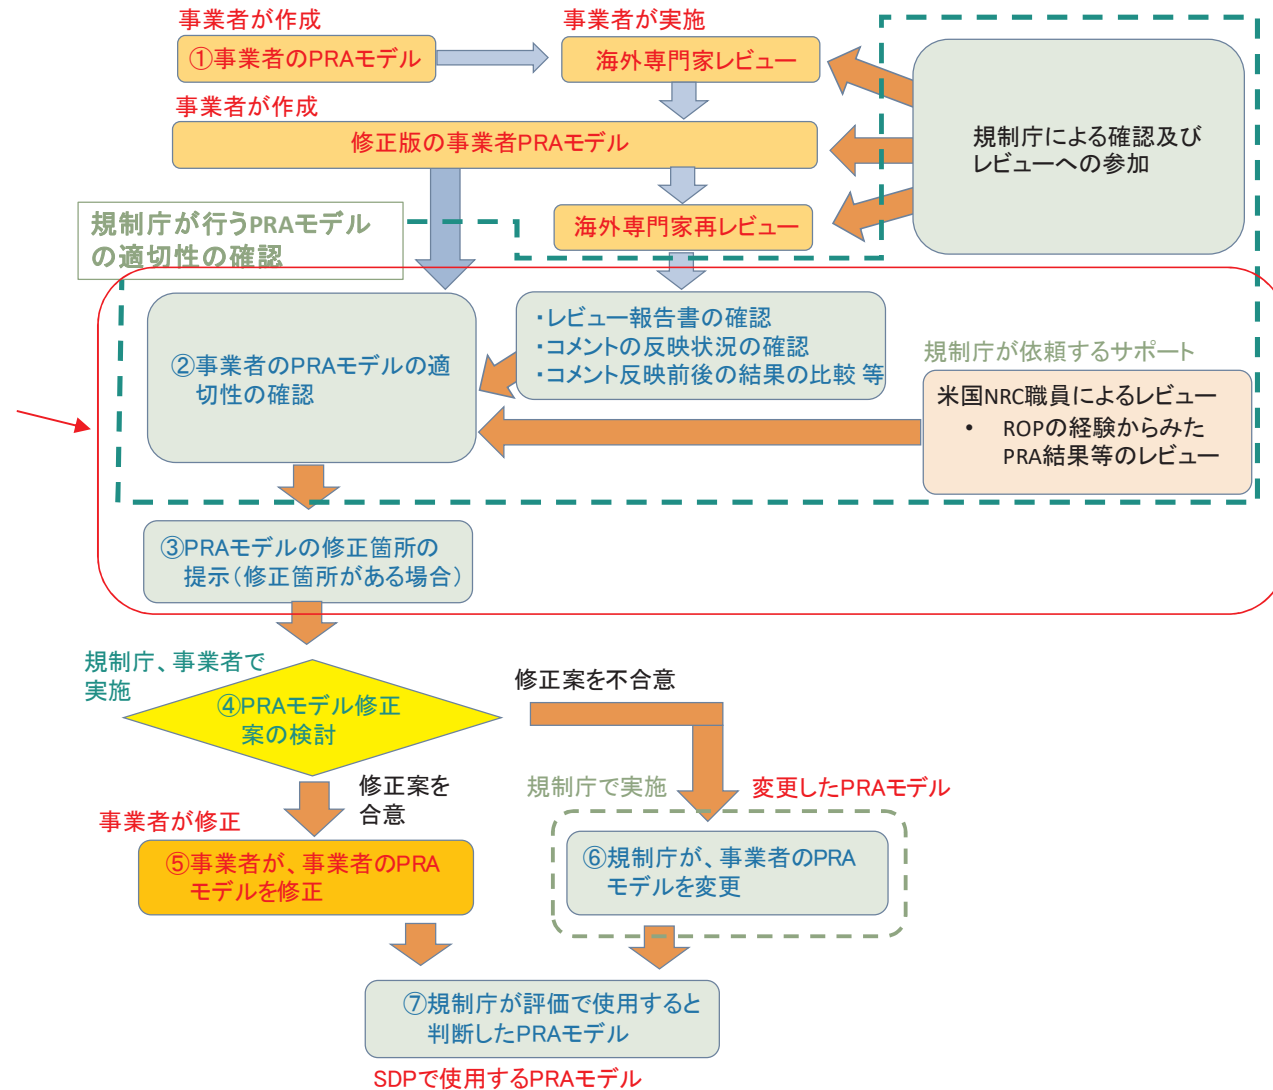 事業者が作成
①事業者のPRAモデル
事業者が実施
海外専門家レビュー
事業者が作成
修正版の事業者PRAモデル
規制庁による確認及び
レビューへの参加
規制庁が行うPRAモデル
の適切性の確認
海外専門家再レビュー
②事業者のPRAモデルの適
切性の確認
・レビュー報告書の確認
・コメントの反映状況の確認
・コメント反映前後の結果の比較 等
規制庁が依頼するサポート
米国NRC職員によるレビュー
• ROPの経験からみた
PRA結果等のレビュー
③PRAモデルの修正箇所の
提示(修正箇所がある場合)
規制庁、事業者で
実施
④PRAモデル修正
案の検討
修正案を不合意
修正案を
合意
規制庁で実施
変更したPRAモデル
事業者が修正
⑤事業者が、事業者のPRA
モデルを修正
⑥規制庁が、事業者のPRA
モデルを変更
⑦規制庁が評価で使用すると
判断したPRAモデル
SDPで使用するPRAモデル